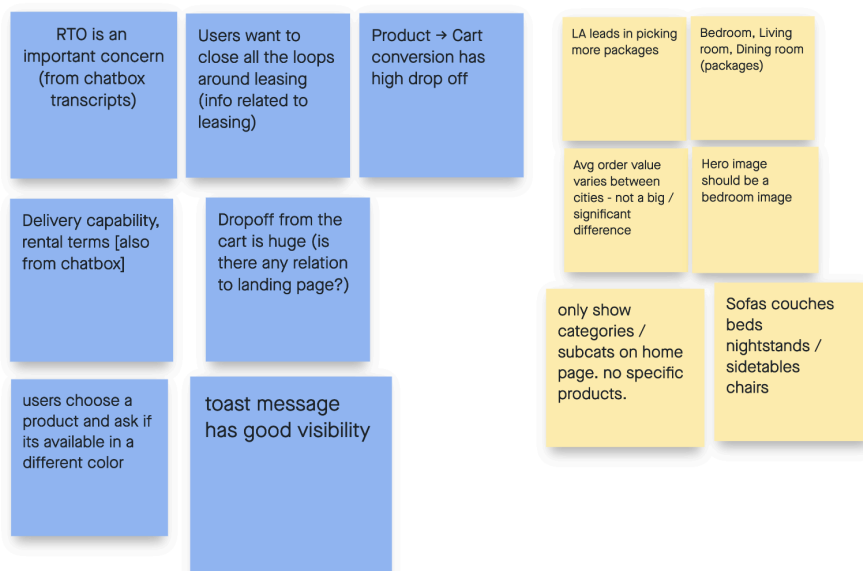 RTO is an
important concern
(from chatbox
transcripts)
Users want to
close all the loops
around leasing
(info related to
leasing)
Product → Cart
conversion has
high drop off
Delivery capability,
rental terms [also
from chatbox]
Dropoff from the
cart is huge (is
there any relation
to landing page?)
users choose a
product and ask if
its available in a
different color
toast message
has good visibility
LA leads in picking
more packages
Bedroom, Living
room, Dining room
(packages)
Avg order value
varies between
cities - not a big /
significant
difference
Hero image
should be a
bedroom image
only show
categories /
subcats on home
page. no specific
products.
Sofas couches
beds
nightstands /
sidetables
chairs